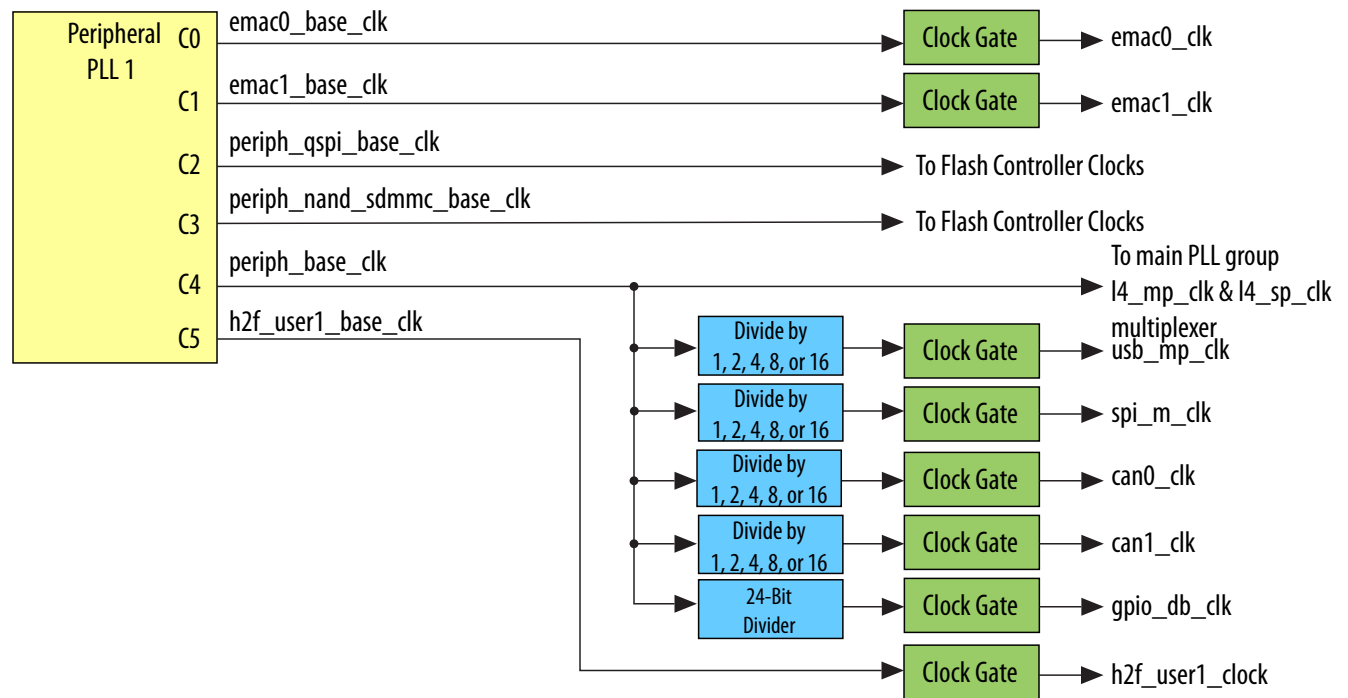 Peripheral
PLL 1
C0
emac0_base_clk
Clock Gate
emac0_clk
C1
emac1_base_clk
Clock Gate
emac1_clk
C2
periph_qspi_base_clk
To Flash Controller Clocks
C3
periph_nand_sdmmc_base_clk
To Flash Controller Clocks
C4
periph_base_clk
To main PLL group
l4_mp_clk & l4_sp_clk
multiplexer
C5
h2f_user1_base_clk
Divide by
1, 2, 4, 8, or 16
Clock Gate
usb_mp_clk
Divide by
1, 2, 4, 8, or 16
Clock Gate
spi_m_clk
Divide by
1, 2, 4, 8, or 16
Clock Gate
can0_clk
Divide by
1, 2, 4, 8, or 16
Clock Gate
can1_clk
24-Bit
Divider
Clock Gate
gpio_db_clk
Clock Gate
h2f_user1_clock